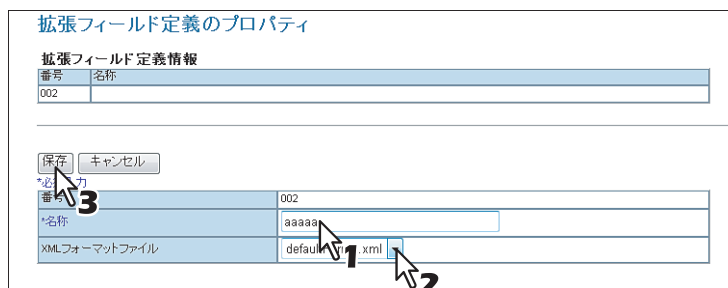 拡張フィールド定義のプロパティ
拡張フィールド定義情報
番号 名称
002
保存 キャンセル
番号 002
*名称 aaaaa
XMLフォーマットファイル .xml
3
1
2